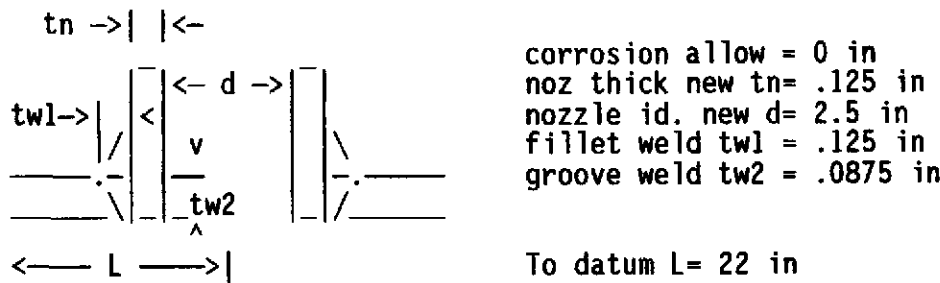 tn ->| |<-
<- d ->
twl-> <
v
tw2
^
<—— L ——>|
corrosion allow = 0 in
noz thick new tn= .125 in
nozzle id. new d= 2.5 in
fillet weld twl = .125 in
groove weld tw2 = .0875 in
To datum L= 22 in